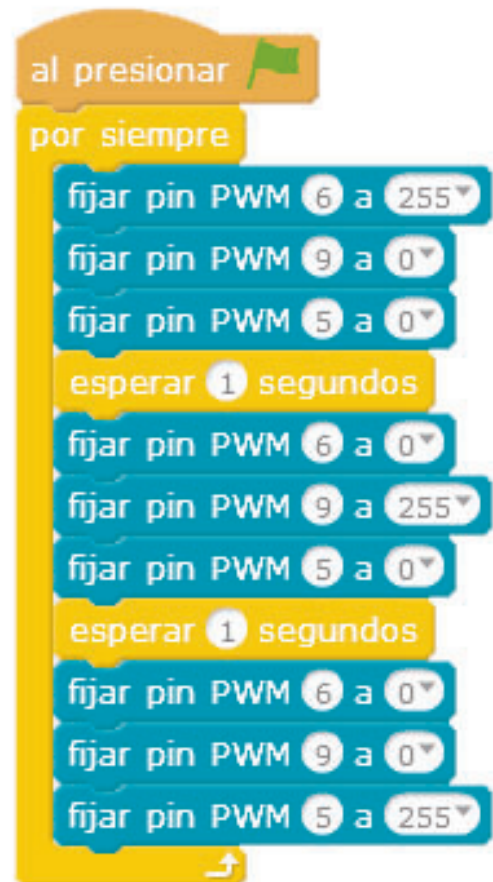 al presionar
por siempre
fijar pin PWM 6 a 255
fijar pin PWM 9 a 0
fijar pin PWM 5 a 0
esperar 1 segundos
fijar pin PWM 6 a 0
fijar pin PWM 9 a 255
fijar pin PWM 5 a 0
esperar 1 segundos
fijar pin PWM 6 a 0
fijar pin PWM 9 a 0
fijar pin PWM 5 a 255